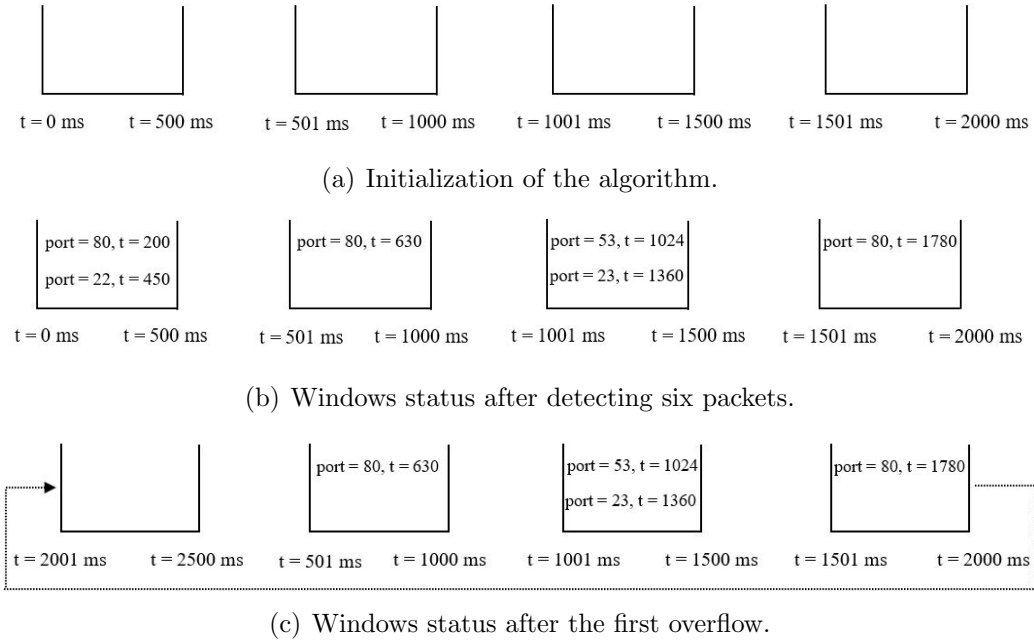 t = 0 ms t = 500 ms t = 501 ms t = 1000 ms t = 1001 ms t = 1500 ms t = 1501 ms t = 2000 ms
(a) Initialization of the algorithm.
port = 80, t = 200 port = 80, t = 630 port = 53, t = 1024 port = 80, t = 1780
port = 22, t = 450 port = 23, t = 1360
t = 0 ms t = 500 ms t = 501 ms t = 1000 ms t = 1001 ms t = 1500 ms t = 1501 ms t = 2000 ms
(b) Windows status after detecting six packets.
port = 80, t = 630 port = 53, t = 1024 port = 80, t = 1780
port = 23, t = 1360
t = 2001 ms t = 2500 ms t = 501 ms t = 1000 ms t = 1001 ms t = 1500 ms t = 1501 ms t = 2000 ms
(c) Windows status after the first overflow.